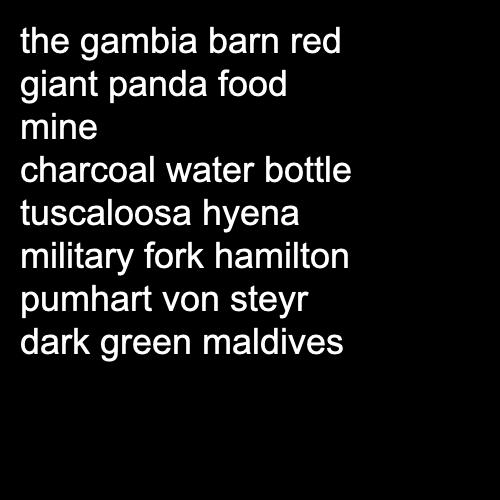 the gambia barn red
giant panda food
mine
charcoal water bottle
tuscaloosa hyena
military fork hamilton
pumhart von steyr
dark green maldives